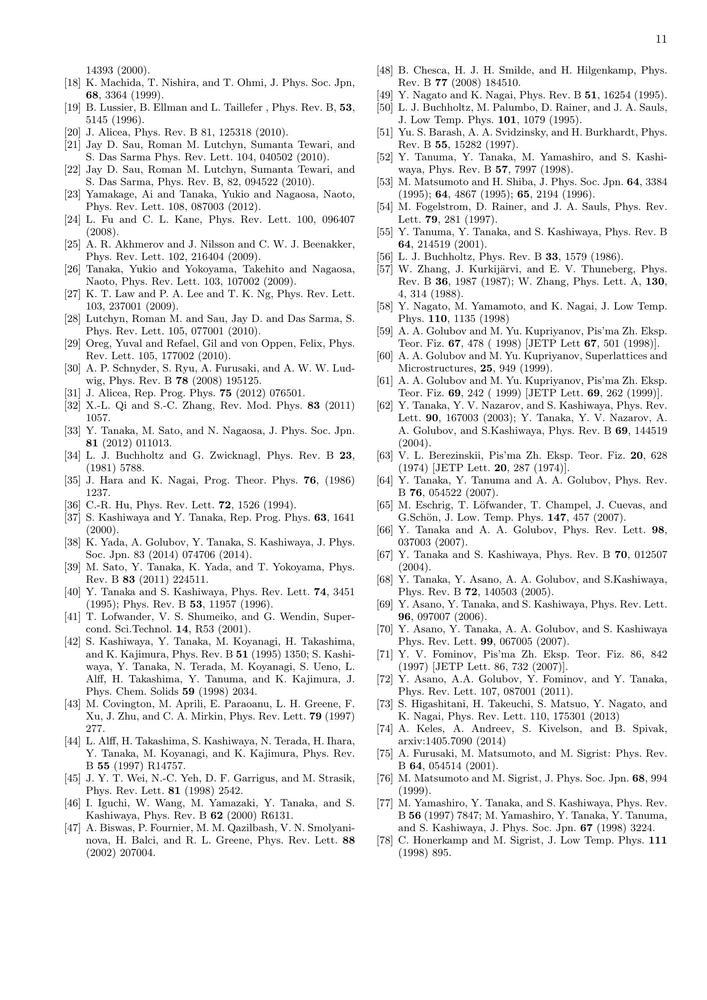 11
14393 (2000).
[18] K. Machida, T. Nishira, and T. Ohmi, J. Phys. Soc. Jpn,
68, 3364 (1999).
[19] B. Lussier, B. Ellman and L. Taillefer , Phys. Rev. B, 53,
5145 (1996).
[20] J. Alicea, Phys. Rev. B 81, 125318 (2010).
[21] Jay D. Sau, Roman M. Lutchyn, Sumanta Tewari, and
S. Das Sarma Phys. Rev. Lett. 104, 040502 (2010).
[22] Jay D. Sau, Roman M. Lutchyn, Sumanta Tewari, and
S. Das Sarma, Phys. Rev. B, 82, 094522 (2010).
[23] Yamakage, Ai and Tanaka, Yukio and Nagaosa, Naoto,
Phys. Rev. Lett. 108, 087003 (2012).
[24] L. Fu and C. L. Kane, Phys. Rev. Lett. 100, 096407
(2008).
[25] A. R. Akhmerov and J. Nilsson and C. W. J. Beenakker,
Phys. Rev. Lett. 102, 216404 (2009).
[26] Tanaka, Yukio and Yokoyama, Takehito and Nagaosa,
Naoto, Phys. Rev. Lett. 103, 107002 (2009).
[27] K. T. Law and P. A. Lee and T. K. Ng, Phys. Rev. Lett.
103, 237001 (2009).
[28] Lutchyn, Roman M. and Sau, Jay D. and Das Sarma, S.
Phys. Rev. Lett. 105, 077001 (2010).
[29] Oreg, Yuval and Refael, Gil and von Oppen, Felix, Phys.
Rev. Lett. 105, 177002 (2010).
[30] A. P. Schnyder, S. Ryu, A. Furusaki, and A. W. W. Lud-
wig, Phys. Rev. B 78 (2008) 195125.
[31] J. Alicea, Rep. Prog. Phys. 75 (2012) 076501.
[32] X.-L. Qi and S.-C. Zhang, Rev. Mod. Phys. 83 (2011)
1057.
[33] Y. Tanaka, M. Sato, and N. Nagaosa, J. Phys. Soc. Jpn.
81 (2012) 011013.
[34] L. J. Buchholtz and G. Zwicknagl, Phys. Rev. B 23,
(1981) 5788.
[35] J. Hara and K. Nagai, Prog. Theor. Phys. 76, (1986)
1237.
[36] C.-R. Hu, Phys. Rev. Lett. 72, 1526 (1994).
[37] S. Kashiwaya and Y. Tanaka, Rep. Prog. Phys. 63, 1641
(2000).
[38] K. Yada, A. Golubov, Y. Tanaka, S. Kashiwaya, J. Phys.
Soc. Jpn. 83 (2014) 074706 (2014).
[39] M. Sato, Y. Tanaka, K. Yada, and T. Yokoyama, Phys.
Rev. B 83 (2011) 224511.
[40] Y. Tanaka and S. Kashiwaya, Phys. Rev. Lett. 74, 3451
(1995); Phys. Rev. B 53, 11957 (1996).
[41] T. Lofwander, V. S. Shumeiko, and G. Wendin, Super-
cond. Sci.Technol. 14, R53 (2001).
[42] S. Kashiwaya, Y. Tanaka, M. Koyanagi, H. Takashima,
and K. Kajimura, Phys. Rev. B 51 (1995) 1350; S. Kashi-
waya, Y. Tanaka, N. Terada, M. Koyanagi, S. Ueno, L.
Alff, H. Takashima, Y. Tanuma, and K. Kajimura, J.
Phys. Chem. Solids 59 (1998) 2034.
[43] M. Covington, M. Aprili, E. Paraoanu, L. H. Greene, F.
Xu, J. Zhu, and C. A. Mirkin, Phys. Rev. Lett. 79 (1997)
277.
[44] L. Alff, H. Takashima, S. Kashiwaya, N. Terada, H. Ihara,
Y. Tanaka, M. Koyanagi, and K. Kajimura, Phys. Rev.
B 55 (1997) R14757.
[45] J. Y. T. Wei, N.-C. Yeh, D. F. Garrigus, and M. Strasik,
Phys. Rev. Lett. 81 (1998) 2542.
[46] I. Iguchi, W. Wang, M. Yamazaki, Y. Tanaka, and S.
Kashiwaya, Phys. Rev. B 62 (2000) R6131.
[47] A. Biswas, P. Fournier, M. M. Qazilbash, V. N. Smolyani-
nova, H. Balci, and R. L. Greene, Phys. Rev. Lett. 88
(2002) 207004.
[48] B. Chesca, H. J. H. Smilde, and H. Hilgenkamp, Phys.
Rev. B 77 (2008) 184510.
[49] Y. Nagato and K. Nagai, Phys. Rev. B 51, 16254 (1995).
[50] L. J. Buchholtz, M. Palumbo, D. Rainer, and J. A. Sauls,
J. Low Temp. Phys. 101, 1079 (1995).
[51] Yu. S. Barash, A. A. Svidzinsky, and H. Burkhardt, Phys.
Rev. B 55, 15282 (1997).
[52] Y. Tanuma, Y. Tanaka, M. Yamashiro, and S. Kashi-
waya, Phys. Rev. B 57, 7997 (1998).
[53] M. Matsumoto and H. Shiba, J. Phys. Soc. Jpn. 64, 3384
(1995); 64, 4867 (1995); 65, 2194 (1996).
[54] M. Fogelstrom, D. Rainer, and J. A. Sauls, Phys. Rev.
Lett. 79, 281 (1997).
[55] Y. Tanuma, Y. Tanaka, and S. Kashiwaya, Phys. Rev. B
64, 214519 (2001).
[56] L. J. Buchholtz, Phys. Rev. B 33, 1579 (1986).
[57] W. Zhang, J. Kurkijärvi, and E. V. Thuneberg, Phys.
Rev. B 36, 1987 (1987); W. Zhang, Phys. Lett. A, 130,
4, 314 (1988).
[58] Y. Nagato, M. Yamamoto, and K. Nagai, J. Low Temp.
Phys. 110, 1135 (1998)
[59] A. A. Golubov and M. Yu. Kupriyanov, Pis'ma Zh. Eksp.
Teor. Fiz. 67, 478 ( 1998) [JETP Lett 67, 501 (1998)].
[60] A. A. Golubov and M. Yu. Kupriyanov, Superlattices and
Microstructures, 25, 949 (1999).
[61] A. A. Golubov and M. Yu. Kupriyanov, Pis'ma Zh. Eksp.
Teor. Fiz. 69, 242 ( 1999) [JETP Lett. 69, 262 (1999)].
[62] Y. Tanaka, Y. V. Nazarov, and S. Kashiwaya, Phys. Rev.
Lett. 90, 167003 (2003); Y. Tanaka, Y. V. Nazarov, A.
A. Golubov, and S.Kashiwaya, Phys. Rev. B 69, 144519
(2004).
[63] V. L. Berezinskii, Pis'ma Zh. Eksp. Teor. Fiz. 20, 628
(1974) [JETP Lett. 20, 287 (1974)].
[64] Y. Tanaka, Y. Tanuma and A. A. Golubov, Phys. Rev.
B 76, 054522 (2007).
[65] M. Eschrig, T. Löfwander, T. Champel, J. Cuevas, and
G.Schön, J. Low Temp. Phys. 147, 457 (2007).
[66] Y. Tanaka and A. A. Golubov, Phys. Rev. Lett. 98,
037003 (2007).
[67] Y. Tanaka and S. Kashiwaya, Phys. Rev. B 70, 012507
(2004).
[68] Y. Tanaka, Y. Asano, A. A. Golubov, and S.Kashiwaya,
Phys. Rev. B 72, 140503 (2005).
[69] Y. Asano, Y. Tanaka, and S. Kashiwaya, Phys. Rev. Lett.
96, 097007 (2006).
[70] Y. Asano, Y. Tanaka, A. A. Golubov, and S. Kashiwaya
Phys. Rev. Lett. 99, 067005 (2007).
[71] Y. V. Fominov, Pis'ma Zh. Eksp. Teor. Fiz. 86, 842
(1997) [JETP Lett. 86, 732 (2007)].
[72] Y. Asano, A.A. Golubov, Y. Fominov, and Y. Tanaka,
Phys. Rev. Lett. 107, 087001 (2011).
[73] S. Higashitani, H. Takeuchi, S. Matsuo, Y. Nagato, and
K. Nagai, Phys. Rev. Lett. 110, 175301 (2013)
[74] A. Keles, A. Andreev, S. Kivelson, and B. Spivak,
arxiv:1405.7090 (2014)
[75] A. Furusaki, M. Matsumoto, and M. Sigrist: Phys. Rev.
B 64, 054514 (2001).
[76] M. Matsumoto and M. Sigrist, J. Phys. Soc. Jpn. 68, 994
(1999).
[77] M. Yamashiro, Y. Tanaka, and S. Kashiwaya, Phys. Rev.
B 56 (1997) 7847; M. Yamashiro, Y. Tanaka, Y. Tanuma,
and S. Kashiwaya, J. Phys. Soc. Jpn. 67 (1998) 3224.
[78] C. Honerkamp and M. Sigrist, J. Low Temp. Phys. 111
(1998) 895.